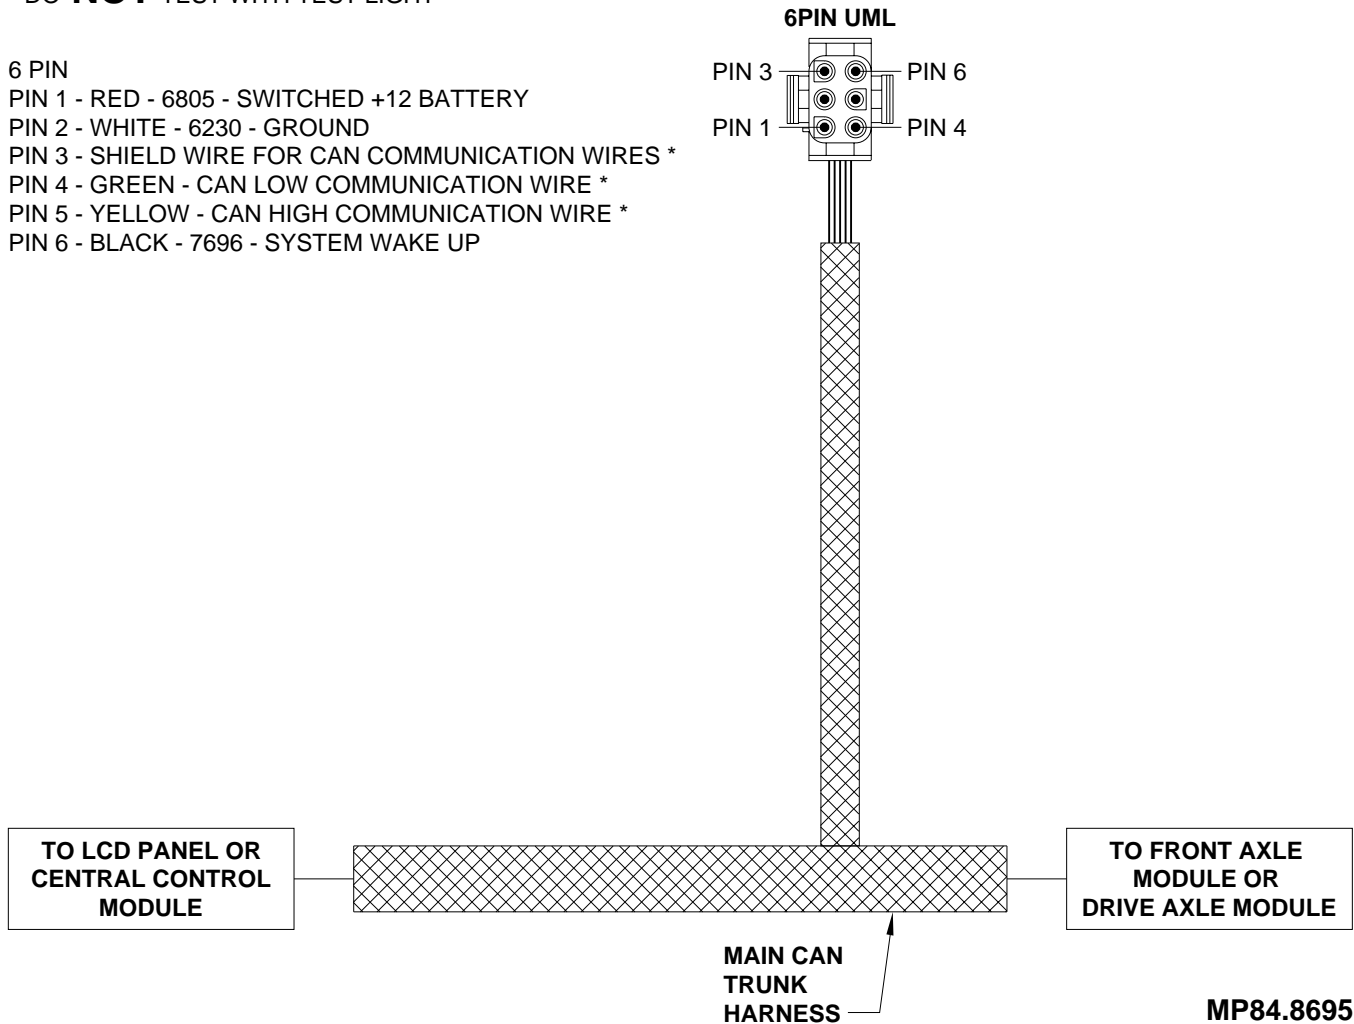 DO NOT TEST WITH TEST LIGHT
6PIN UML
6 PIN
PIN 1 - RED - 6805 - SWITCHED +12 BATTERY
PIN 2 - WHITE - 6230 - GROUND
PIN 3 - SHIELD WIRE FOR CAN COMMUNICATION WIRES *
PIN 4 - GREEN - CAN LOW COMMUNICATION WIRE *
PIN 5 - YELLOW - CAN HIGH COMMUNICATION WIRE *
PIN 6 - BLACK - 7696 - SYSTEM WAKE UP
PIN 3
PIN 6
PIN 1
PIN 4
TO LCD PANEL OR
CENTRAL CONTROL
MODULE
TO FRONT AXLE
MODULE OR
DRIVE AXLE MODULE
MAIN CAN
TRUNK
HARNESS
MP84.8695